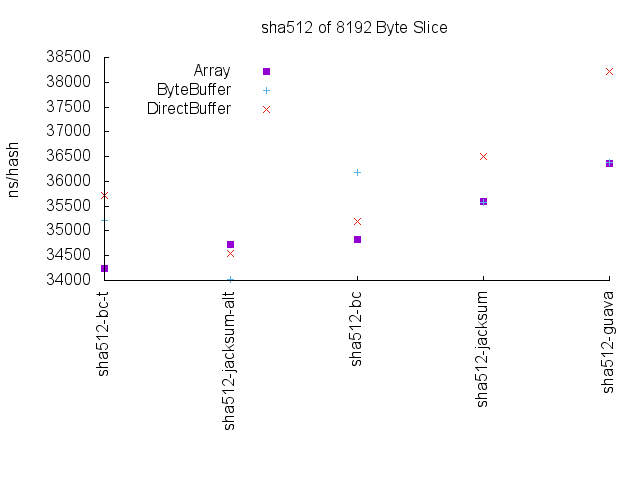 sha512 of 8192 Byte Slice
38500
38000
37500
37000
36500
36000
35500
35000
34500
34000
ns/hash
Array
ByteBuffer
DirectBuffer
sha512-bc-t
sha512-jacksum-alt
sha512-bc
sha512-jacksum
sha512-guava